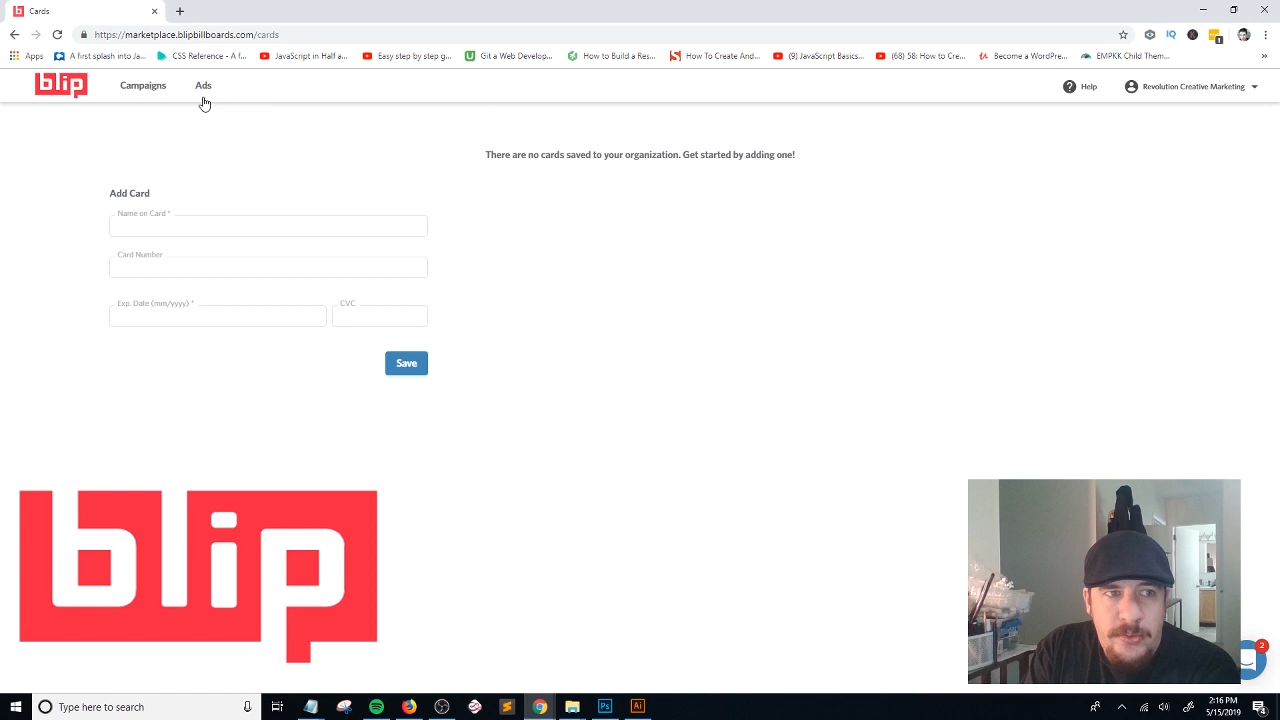 Cards
https://marketplace.blipbillboards.com/cards
Apps
A first splash in Ja...
CSS Reference - A f...
JavaScript in Half a...
Easy step by step g...
Git a Web Develop...
How to Build a Res...
How To Create And...
(9) JavaScript Basics...
(68) 58: How to Cre...
Become a WordPre...
EMPKK Child Them...
blip
Campaigns
Ads
Help
Revolution Creative Marketing
There are no cards saved to your organization. Get started by adding one!
Add Card
Name on Card *
Card Number
Exp. Date (mm/yyyy) *
CVC
Save
blip
2
Type here to search
Ps
Ai
2:16 PM
5/15/2019